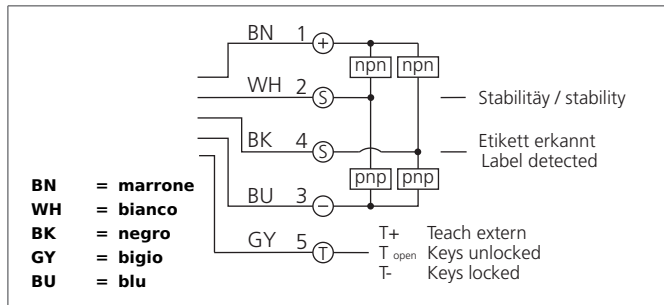 BN 1 +
npn npn
WH 2 S
Stabilitäy / stability
BK 4 S
Etikett erkannt
Label detected
pnp pnp
BU 3 −
GY 5 T
T+ Teach extern
T open Keys unlocked
T- Keys locked
BN = marrone
WH = bianco
BK = negro
GY = bigio
BU = blu